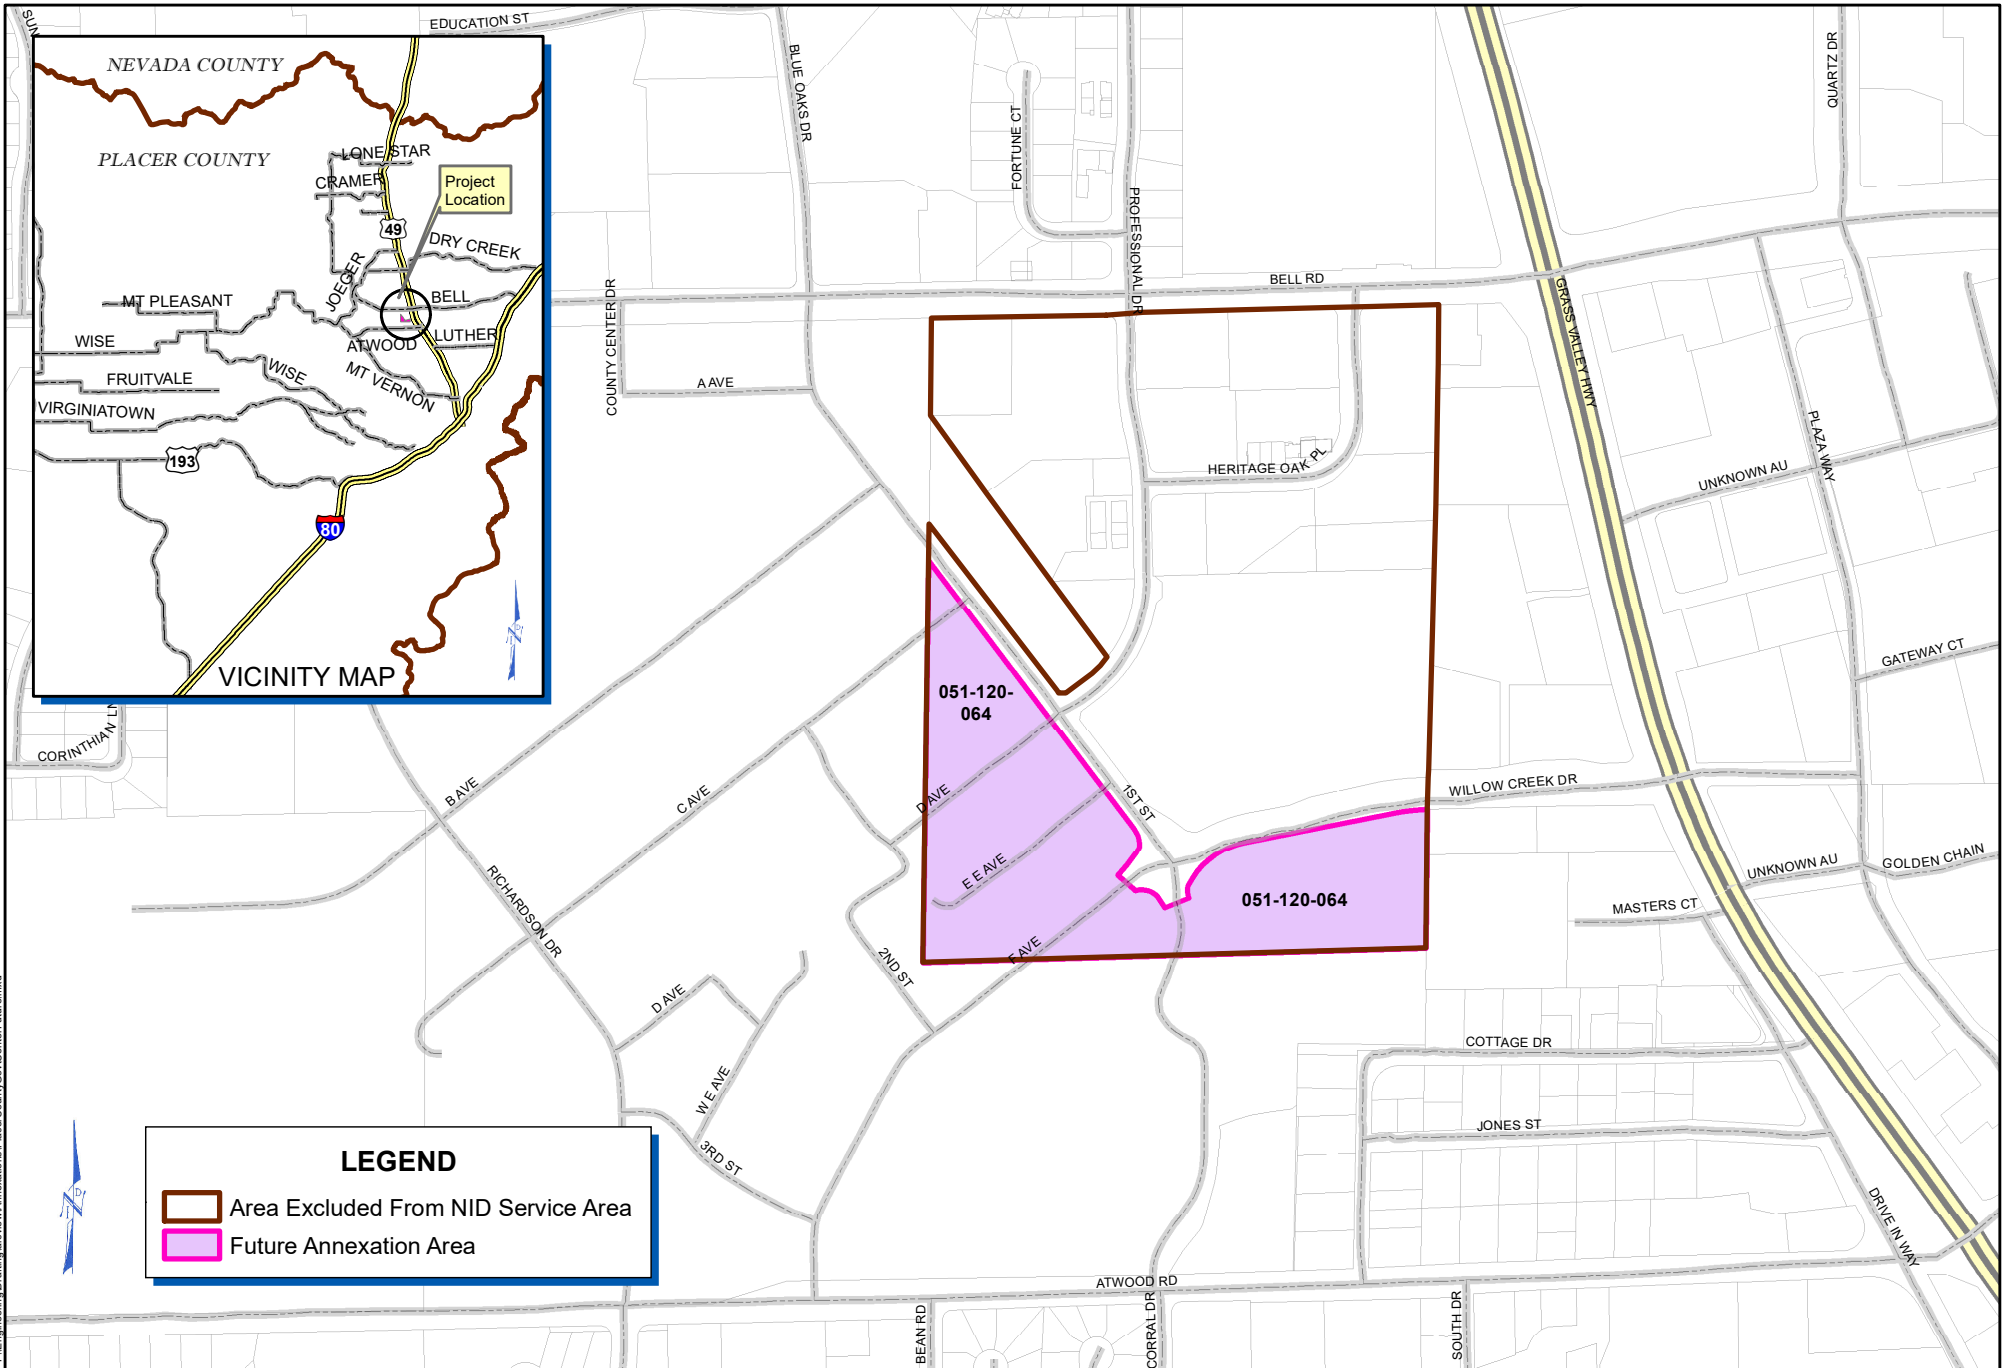 EDUCATION ST
SUN
BLUE OAKS DR
FORTUNE CT
PROFESSIONAL DR
QUARTZ DR
NEVADA COUNTY
PLACER COUNTY
LONE STAR
CRAMER
Project
Location
49
DRY CREEK
JOEGER
MT PLEASANT
BELL
LUTHER
WISE
ATWOOD
WISE
MT VERNON
FRUITVALE
VIRGINIATOWN
193
80
VICINITY MAP
COUNTY CENTER DR
BELL RD
GRASS VALLEY HWY
A AVE
HERITAGE OAK PL
PLAZA WAY
UNKNOWN AU
GATEWAY CT
051-120-
064
CORINTHIAN LN
B AVE
C AVE
D AVE
1ST ST
WILLOW CREEK DR
E E AVE
UNKNOWN AU
GOLDEN CHAIN
RICHARDSON DR
051-120-064
MASTERS CT
F AVE
2ND ST
D AVE
COTTAGE DR
W E AVE
JONES ST
3RD ST
LEGEND
Area Excluded From NID Service Area
Future Annexation Area
DRIVE IN WAY
ATWOOD RD
BEAN RD
CORRAL DR
SOUTH DR